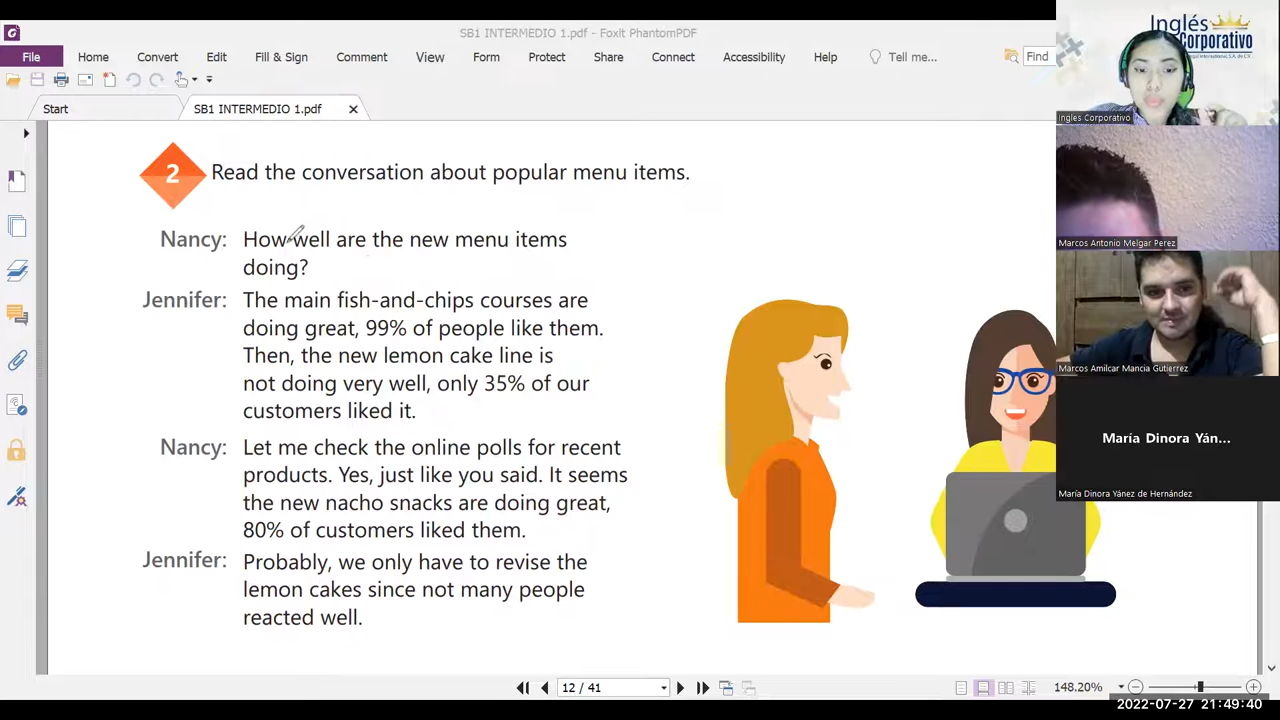 SB1 INTERMEDIO 1.pdf - Foxit PhantomPDF
File Home Convert Edit Fill & Sign Comment View Form Protect Share Connect Accessibility Help Tell me... Find
Start SB1 INTERMEDIO 1.pdf
2 Read the conversation about popular menu items.
Nancy: How well are the new menu items
doing?
Jennifer: The main fish-and-chips courses are
doing great, 99% of people like them.
Then, the new lemon cake line is
not doing very well, only 35% of our
customers liked it.
Nancy: Let me check the online polls for recent
products. Yes, just like you said. It seems
the new nacho snacks are doing great,
80% of customers liked them.
Jennifer: Probably, we only have to revise the
lemon cakes since not many people
reacted well.
Inglés
Corporativo
Ingles Corporativo
Marcos Antonio Melgar Perez
Marcos Amilcar Mancia Gutierrez
María Dinora Yán...
María Dinora Yánez de Hernández
12 / 41
148.20%
2022-07-27 21:49:40